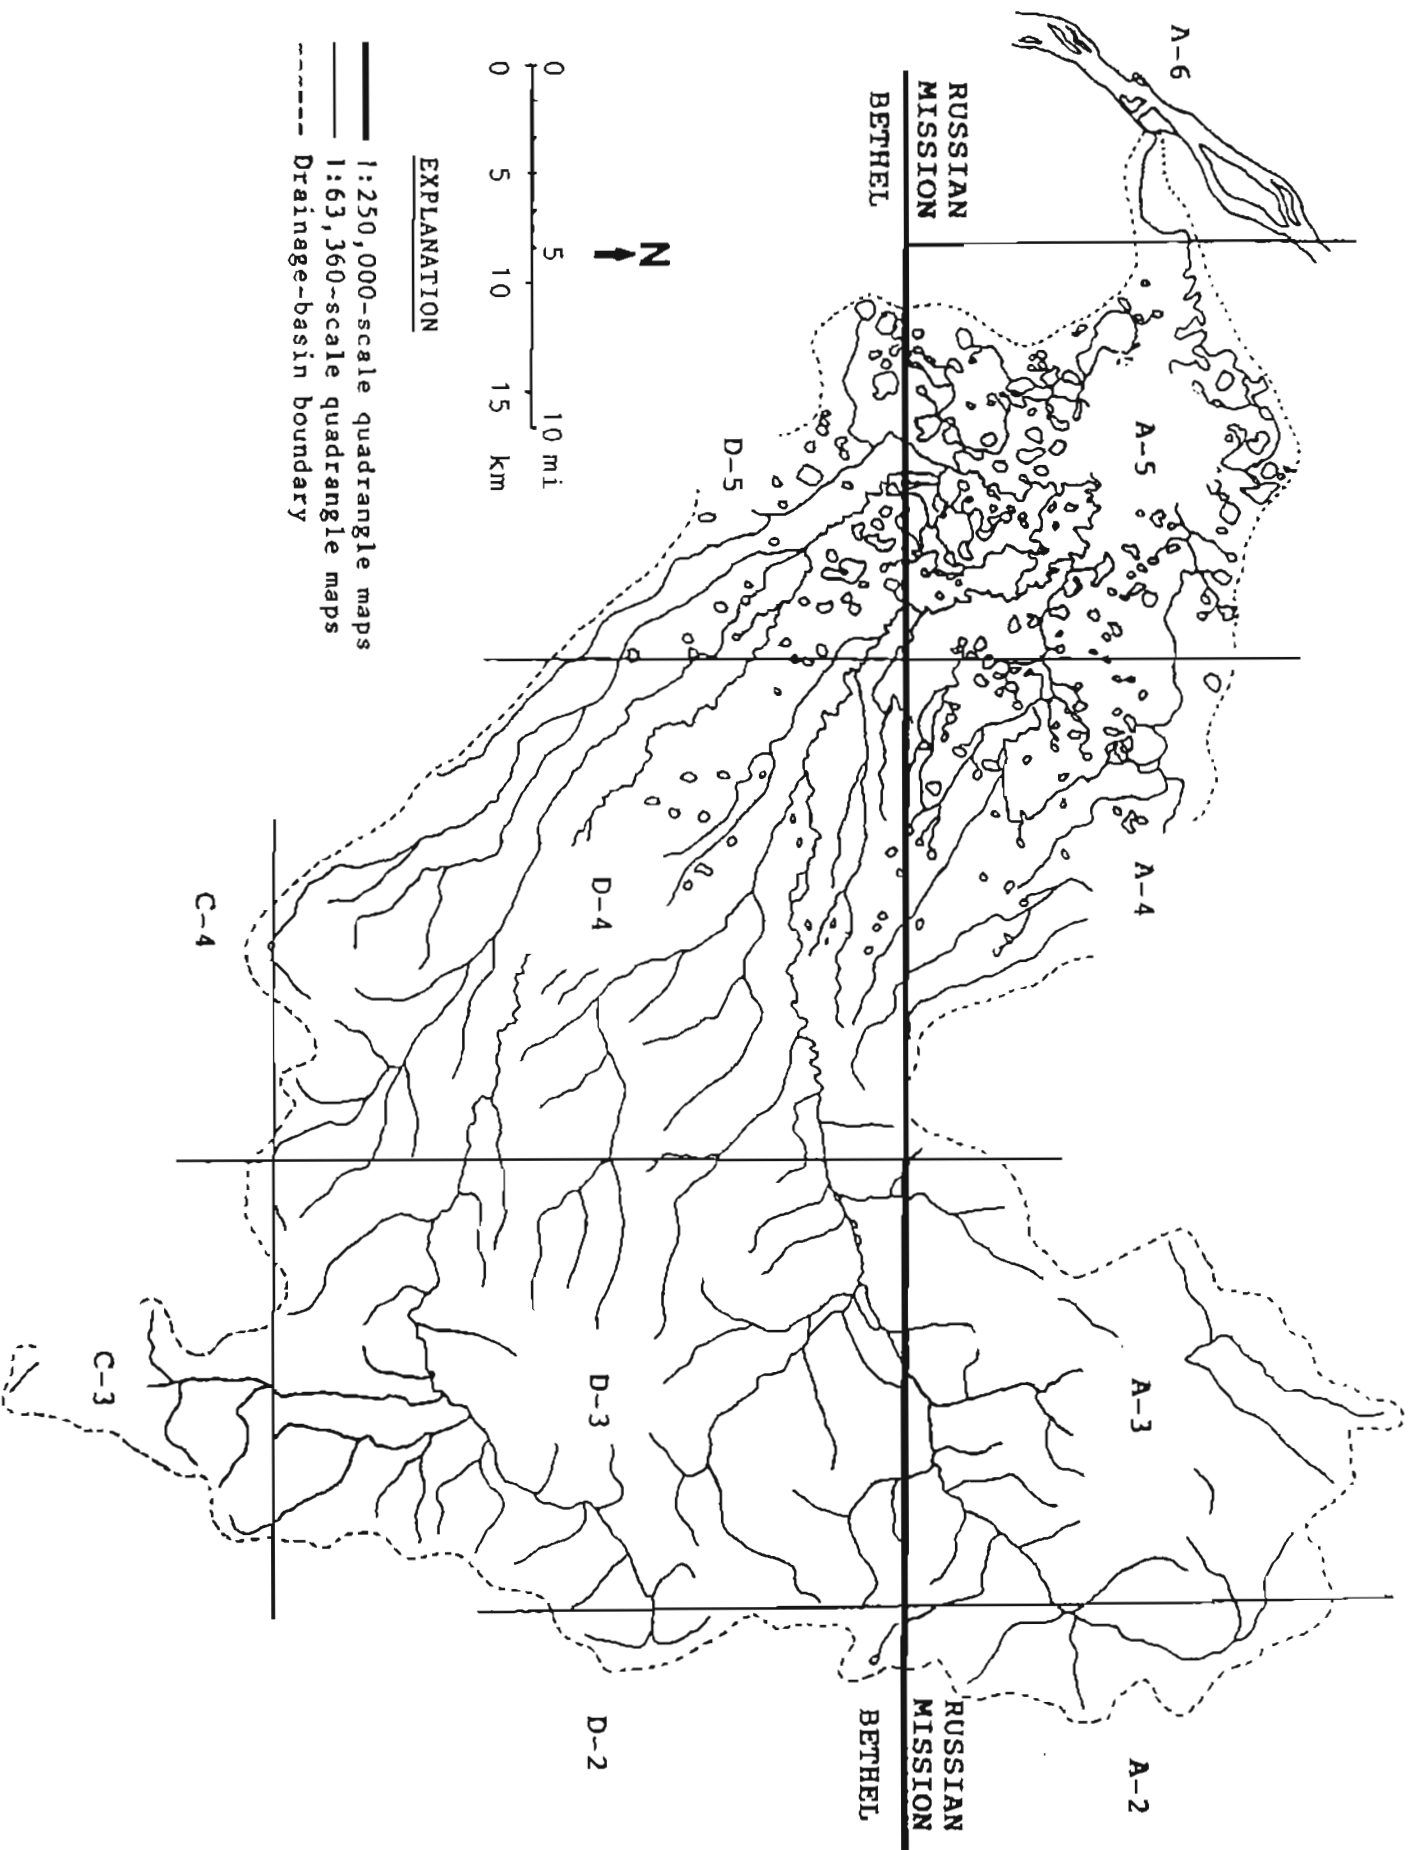 A-6
RUSSIAN
MISSION
BETHEL
A-5
D-5
A-4
D-4
C-4
A-3
D-3
C-3
A-2
D-2
RUSSIAN
MISSION
BETHEL
N
0 5 10 mi
0 5 10 15 km
EXPLANATION
1:250,000-scale quadrangle maps
1:63,360-scale quadrangle maps
Drainage-basin boundary